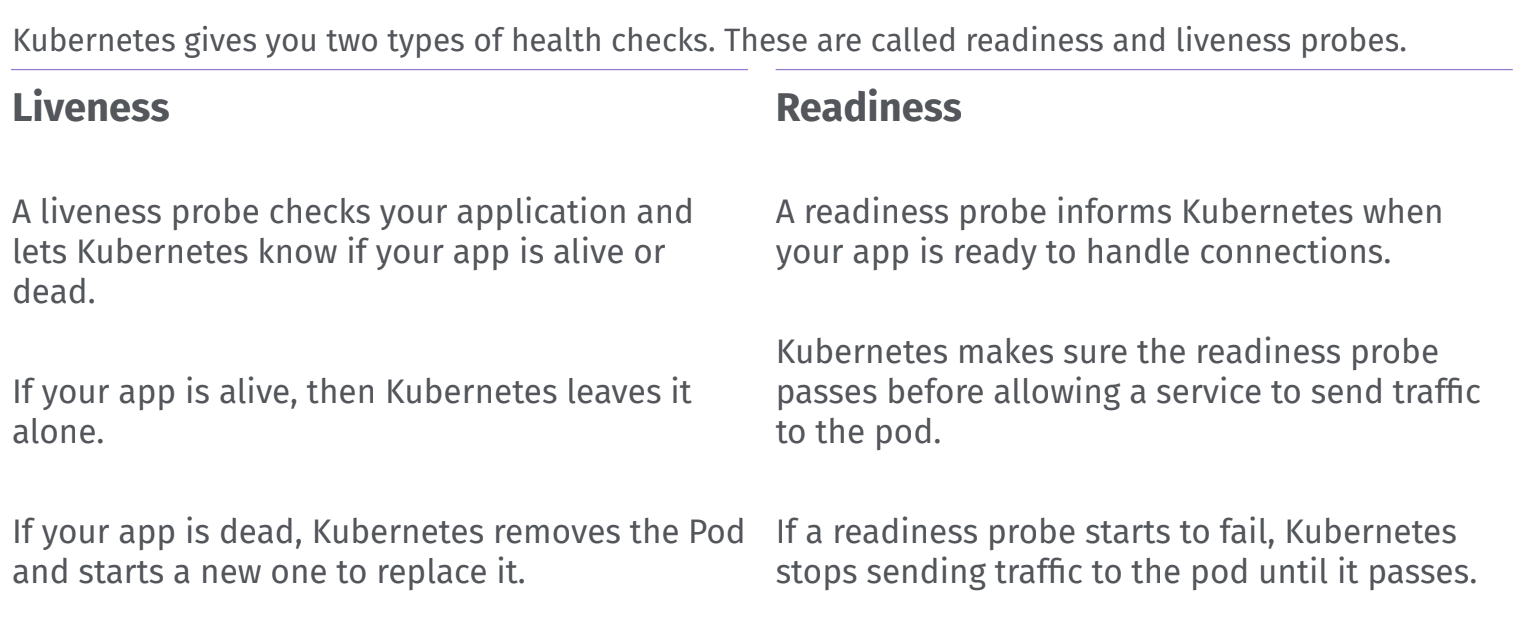 Kubernetes gives you two types of health checks. These are called readiness and liveness probes.
Liveness
A liveness probe checks your application and
lets Kubernetes know if your app is alive or
dead.
If your app is alive, then Kubernetes leaves it
alone.
If your app is dead, Kubernetes removes the Pod
and starts a new one to replace it.
Readiness
A readiness probe informs Kubernetes when
your app is ready to handle connections.
Kubernetes makes sure the readiness probe
passes before allowing a service to send traffic
to the pod.
If a readiness probe starts to fail, Kubernetes
stops sending traffic to the pod until it passes.